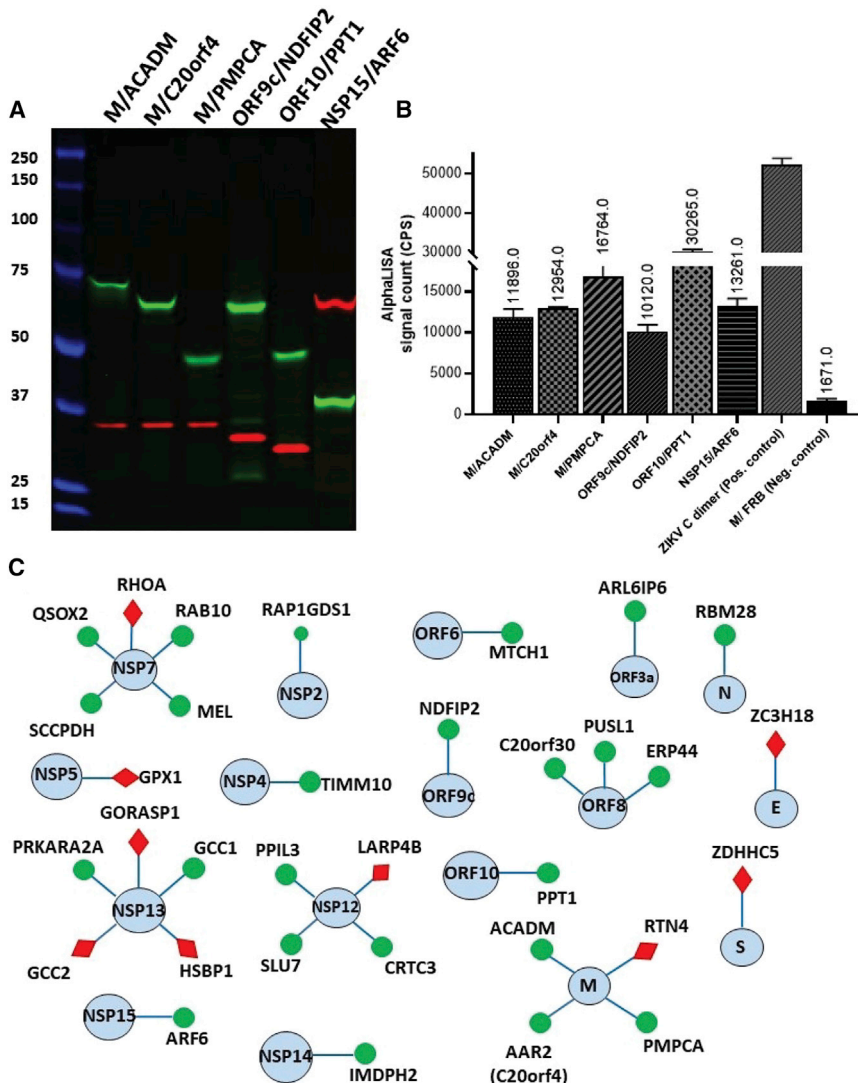 A
M/ACADM
M/C20orf4
M/PMPCA
ORF9c/NDFIP2
ORF10/PPT1
NSP15/ARF6
250
150
100
75
50
37
25
15
B
AlphaLISA
signal count (CPS)
50000
40000
30000
15000
10000
5000
0
11896.0
12954.0
16764.0
10120.0
30265.0
13261.0
1671.0
M/ACADM
M/C20orf4
M/PMPCA
ORF9c/NDFIP2
ORF10/PPT1
NSP15/ARF6
ZIKV C dimer (Pos. control)
M/ FRB (Neg. control)
C
RHOA
QSOX2
RAB10
NSP7
SCCPDH
MEL
RAP1GDS1
NSP2
ORF6
MTCH1
ARL6IP6
ORF3a
RBM28
N
NSP5
GPX1
NSP4
TIMM10
NDFIP2
ORF9c
C20orf30
PUSL1
ERP44
ORF8
ZC3H18
E
GORASP1
PRKARA2A
GCC1
NSP13
GCC2
HSBP1
PPIL3
LARP4B
NSP12
SLU7
CRTC3
ORF10
PPT1
ZDHHC5
S
ACADM
RTN4
M
AAR2
(C20orf4)
PMPCA
NSP15
ARF6
NSP14
IMDPH2